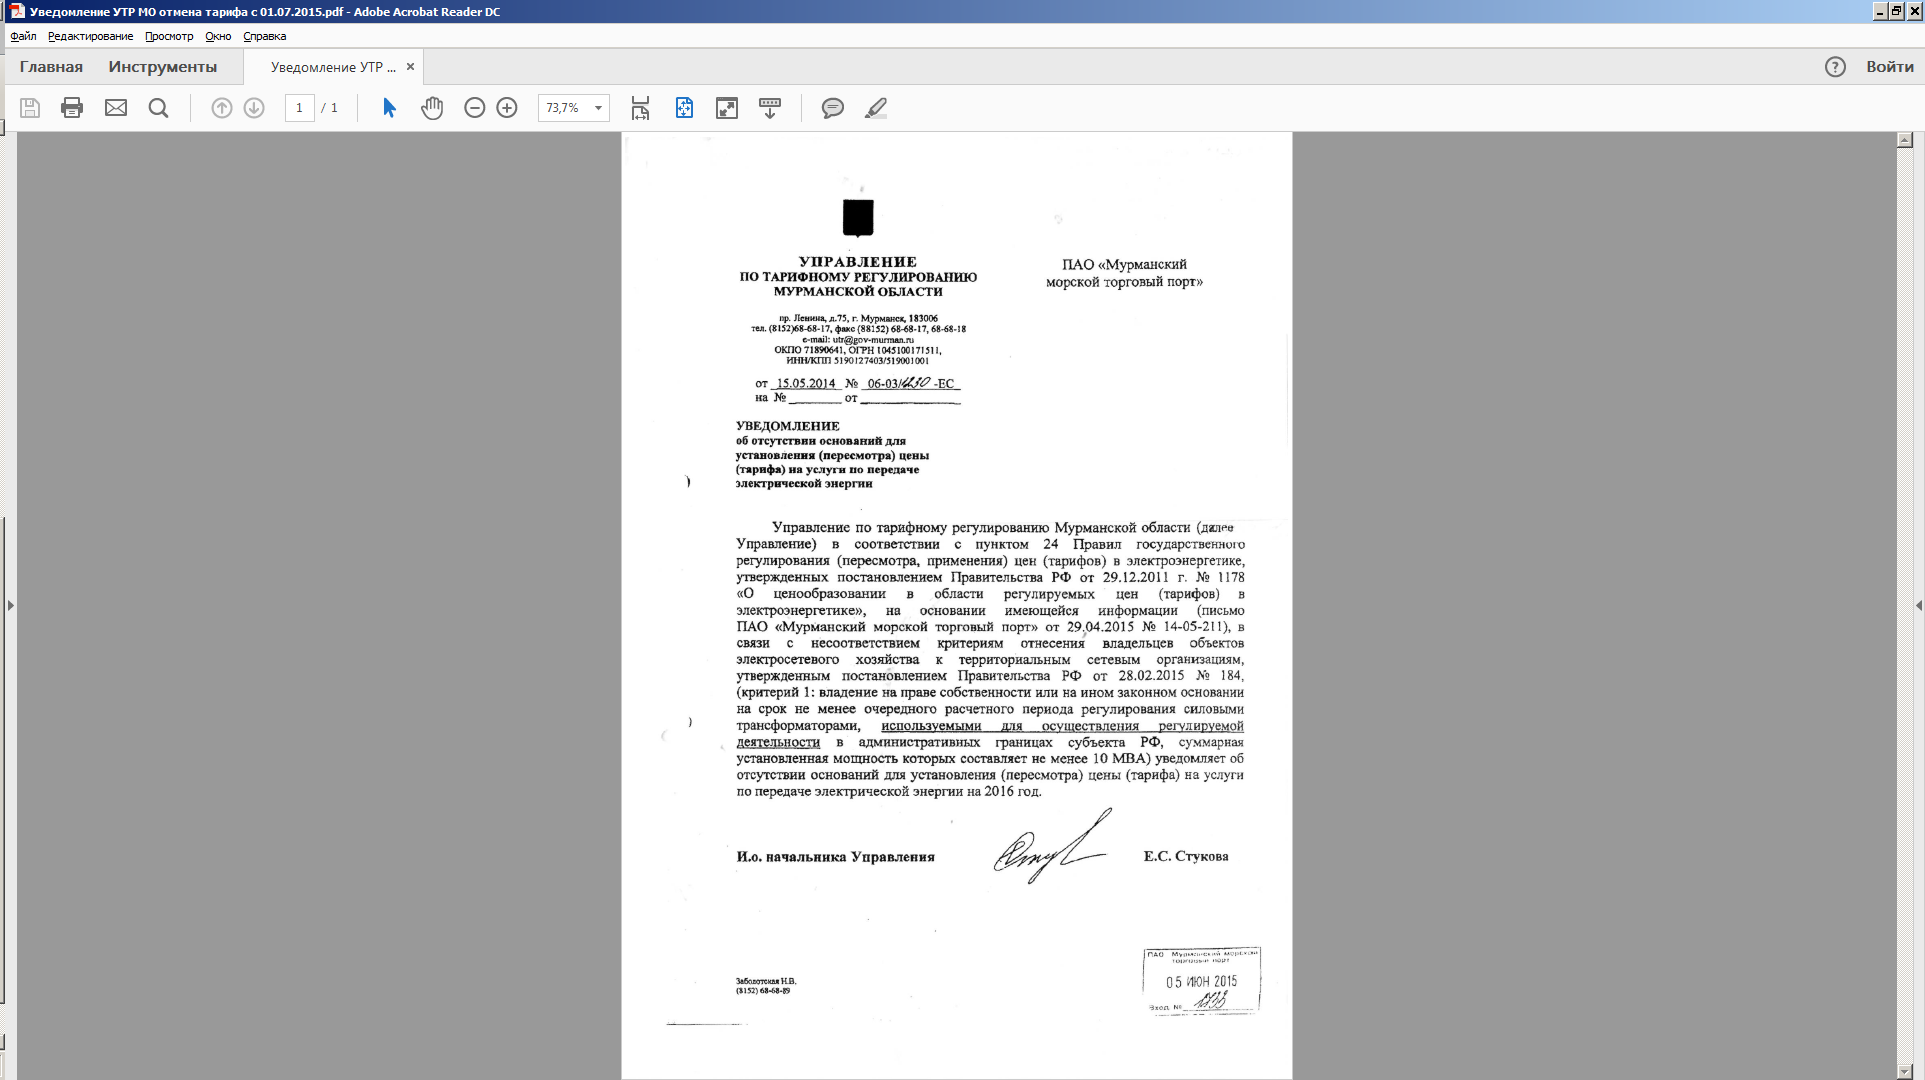 Уведомление УТР МО отмена тарифа с 01.07.2015.pdf - Adobe Acrobat Reader DC
Файл Редактирование Просмотр Окно Справка
Главная Инструменты Уведомление УТР ... × Войти
1 / 1 73,7%
УПРАВЛЕНИЕ
ПО ТАРИФНОМУ РЕГУЛИРОВАНИЮ
МУРМАНСКОЙ ОБЛАСТИ
ПАО «Мурманский
морской торговый порт»
пр. Ленина, д.75, г. Мурманск, 183006
тел. (8152)68-68-17, факс (88152) 68-68-17, 68-68-18
e-mail: utr@gov-murman.ru
ОКПО 71890641, ОГРН 1045100171511,
ИНН/КПП 5190127403/519001001
от 15.05.2014 № 06-03/ -ЕС
на № от
УВЕДОМЛЕНИЕ
об отсутствии оснований для
установления (пересмотра) цены
(тарифа) на услуги по передаче
электрической энергии
Управление по тарифному регулированию Мурманской области (далее
Управление) в соответствии с пунктом 24 Правил государственного
регулирования (пересмотра, применения) цен (тарифов) в электроэнергетике,
утвержденных постановлением Правительства РФ от 29.12.2011 г. № 1178
«О ценообразовании в области регулируемых цен (тарифов) в
электроэнергетике», на основании имеющейся информации (письмо
ПАО «Мурманский морской торговый порт» от 29.04.2015 № 14-05-211), в
связи с несоответствием критериям отнесения владельцев объектов
электросетевого хозяйства к территориальным сетевым организациям,
утвержденным постановлением Правительства РФ от 28.02.2015 № 184,
(критерий 1: владение на праве собственности или на ином законном основании
на срок не менее очередного расчетного периода регулирования силовыми
трансформаторами, используемыми для осуществления регулируемой
деятельности в административных границах субъекта РФ, суммарная
установленная мощность которых составляет не менее 10 МВА) уведомляет об
отсутствии оснований для установления (пересмотра) цены (тарифа) на услуги
по передаче электрической энергии на 2016 год.
И.о. начальника Управления Е.С. Стукова
Заболотская Н.В.
(8152) 68-68-89
ПАО Мурманский морской
торговый порт
05 ИЮН 2015
Вход. №